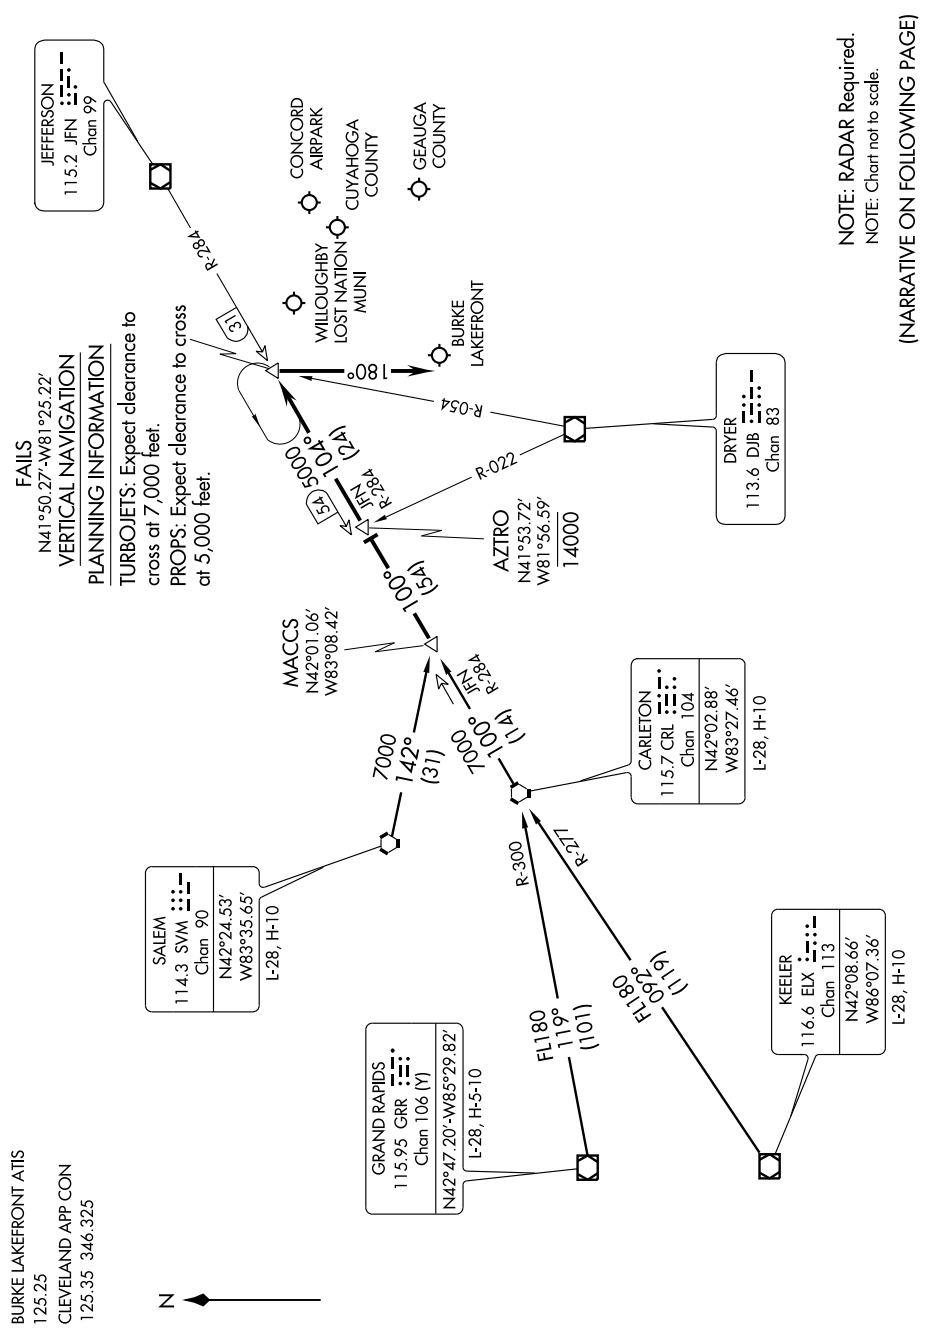 BURKE LAKEFRONT ATIS
125.25
CLEVELAND APP CON
125.35 346.325
N
GRAND RAPIDS
115.95 GRR
Chan 106 (Y)
N42°47.20'-W85°29.82'
L-28, H-5-10
KEELER
116.6 ELX
Chan 113
N42°08.66'
W86°07.36'
L-28, H-10
FL180
119°
(101)
FL180
092°
(119)
R-300
R-277
SALEM
114.3 SVM
Chan 90
N42°24.53'
W83°35.65'
L-28, H-10
7000
142°
(31)
CARLETON
115.7 CRL
Chan 104
N42°02.88'
W83°27.46'
L-28, H-10
7000
100°
(14)
JFN
R-284
MACCS
N42°01.06'
W83°08.42'
100°
(54)
AZTRO
N41°53.72'
W81°56.59'
14000
54
5000
104°
(24)
JFN
R-284
FAILS
N41°50.27'-W81°25.22'
VERTICAL NAVIGATION
PLANNING INFORMATION
TURBOJETS: Expect clearance to
cross at 7,000 feet.
PROPS: Expect clearance to cross
at 5,000 feet.
31
R-284
JEFFERSON
115.2 JFN
Chan 99
180°
R-054
R-022
DRYER
113.6 DJB
Chan 83
BURKE
LAKEFRONT
WILLOUGHBY
LOST NATION
MUNI
CONCORD
AIRPARK
CUYAHOGA
COUNTY
GEAUGA
COUNTY
NOTE: RADAR Required.
NOTE: Chart not to scale.
(NARRATIVE ON FOLLOWING PAGE)